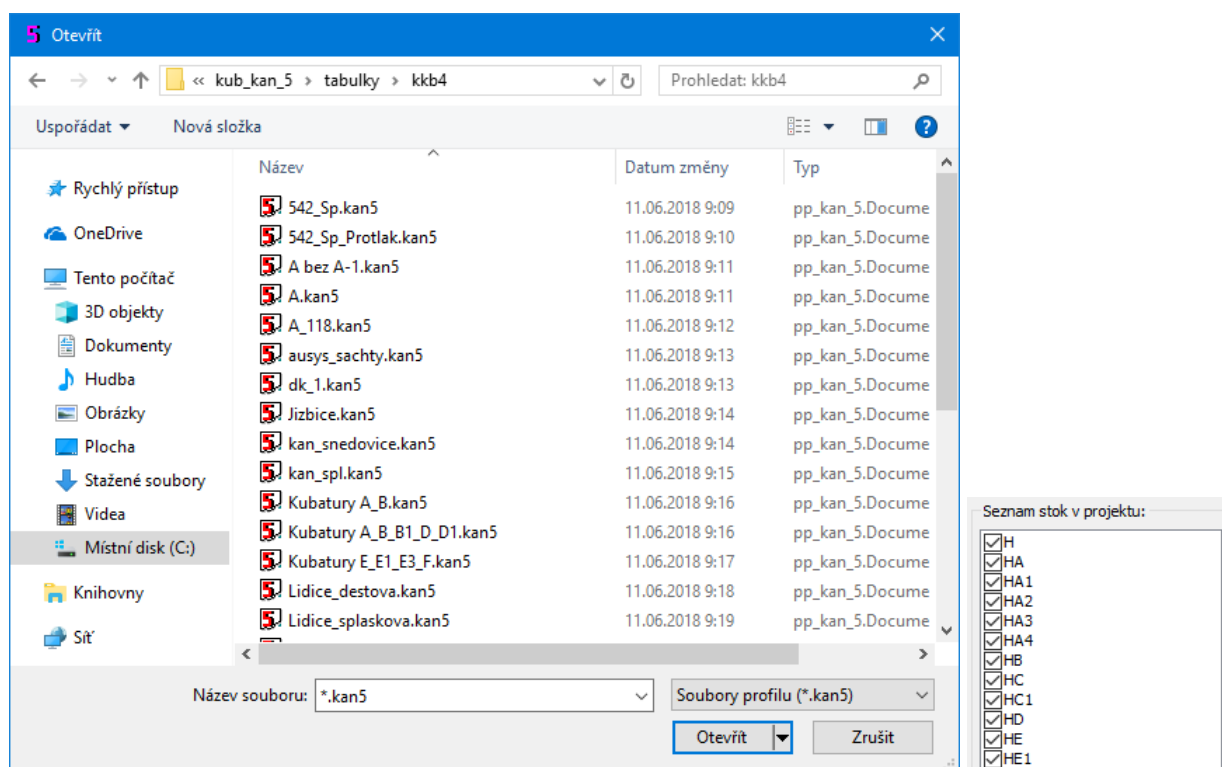 Otevřít
« kub_kan_5 › tabulky › kkb4
Prohledat: kkb4
Uspořádat
Nová složka
Název Datum změny Typ
Rychlý přístup
OneDrive
Tento počítač
3D objekty
Dokumenty
Hudba
Obrázky
Plocha
Stažené soubory
Videa
Místní disk (C:)
Knihovny
Síť
542_Sp.kan5 11.06.2018 9:09 pp_kan_5.Docume
542_Sp_Protlak.kan5 11.06.2018 9:10 pp_kan_5.Docume
A bez A-1.kan5 11.06.2018 9:11 pp_kan_5.Docume
A.kan5 11.06.2018 9:11 pp_kan_5.Docume
A_118.kan5 11.06.2018 9:12 pp_kan_5.Docume
ausys_sachty.kan5 11.06.2018 9:13 pp_kan_5.Docume
dk_1.kan5 11.06.2018 9:13 pp_kan_5.Docume
Jizbice.kan5 11.06.2018 9:14 pp_kan_5.Docume
kan_snedovice.kan5 11.06.2018 9:14 pp_kan_5.Docume
kan_spl.kan5 11.06.2018 9:15 pp_kan_5.Docume
Kubatury A_B.kan5 11.06.2018 9:16 pp_kan_5.Docume
Kubatury A_B_B1_D_D1.kan5 11.06.2018 9:16 pp_kan_5.Docume
Kubatury E_E1_E3_F.kan5 11.06.2018 9:17 pp_kan_5.Docume
Lidice_destova.kan5 11.06.2018 9:18 pp_kan_5.Docume
Lidice_splaskova.kan5 11.06.2018 9:19 pp_kan_5.Docume
Název souboru: *.kan5
Soubory profilu (*.kan5)
Otevřít
Zrušit
Seznam stok v projektu:
H
HA
HA1
HA2
HA3
HA4
HB
HC
HC1
HD
HE
HE1